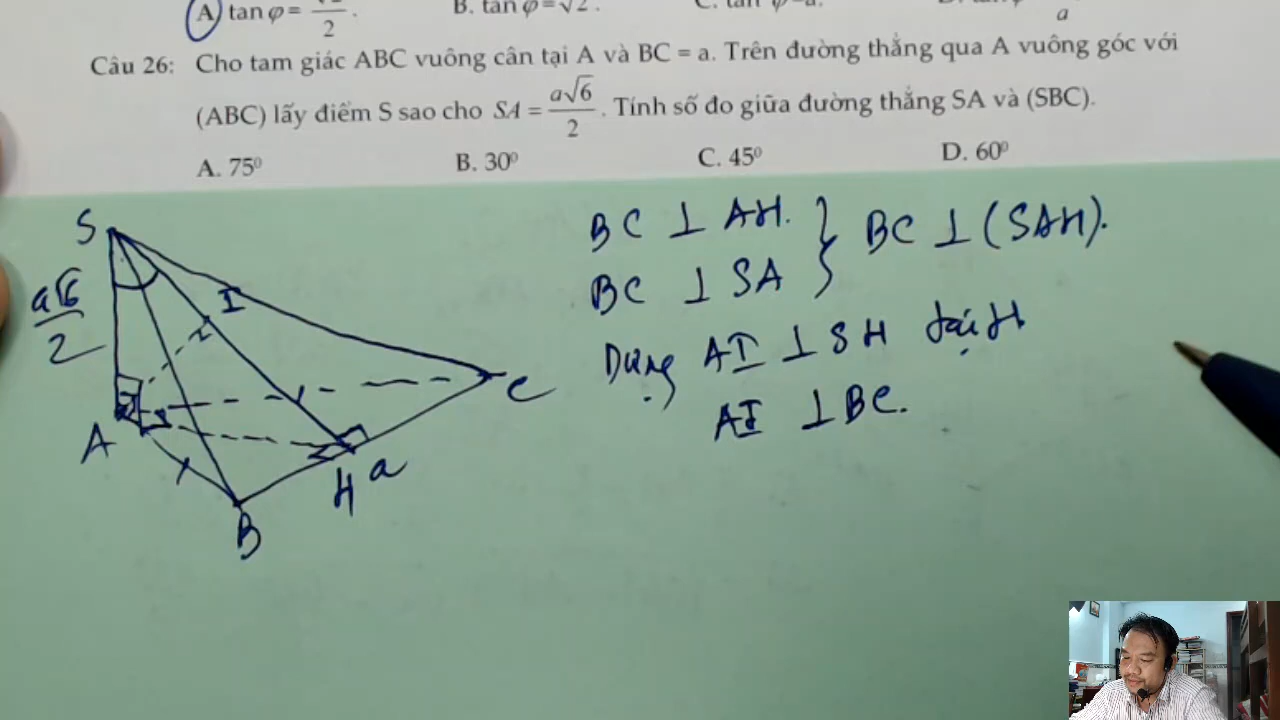 A) tan φ = √2/2. B. tan φ = √2. C. tan φ = a.
Câu 26: Cho tam giác ABC vuông cân tại A và BC = a. Trên đường thẳng qua A vuông góc với
(ABC) lấy điểm S sao cho SA = a√6/2. Tính số đo giữa đường thẳng SA và (SBC).
A. 75⁰ B. 30⁰ C. 45⁰ D. 60⁰
S
a√6/2
I
A
C
H
a
B
BC ⊥ AH. } BC ⊥ (SAH).
BC ⊥ SA
Dựng AI ⊥ SH tại H
AI ⊥ BC.